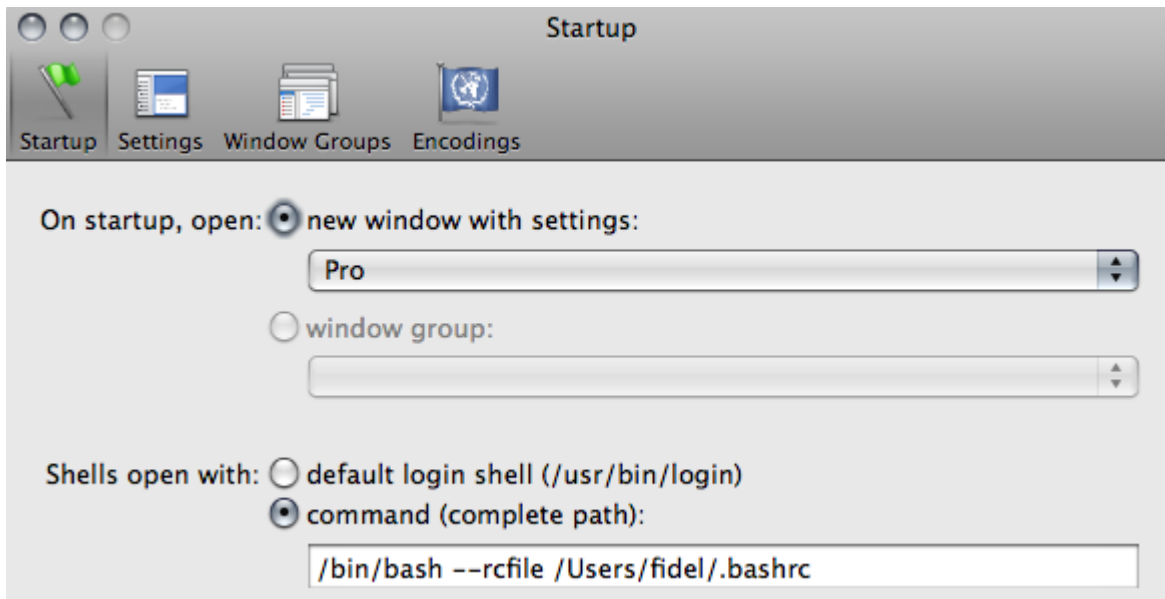 Startup
Startup Settings Window Groups Encodings
On startup, open: new window with settings:
Pro
window group:
Shells open with: default login shell (/usr/bin/login)
command (complete path):
/bin/bash --rcfile /Users/fidel/.bashrc